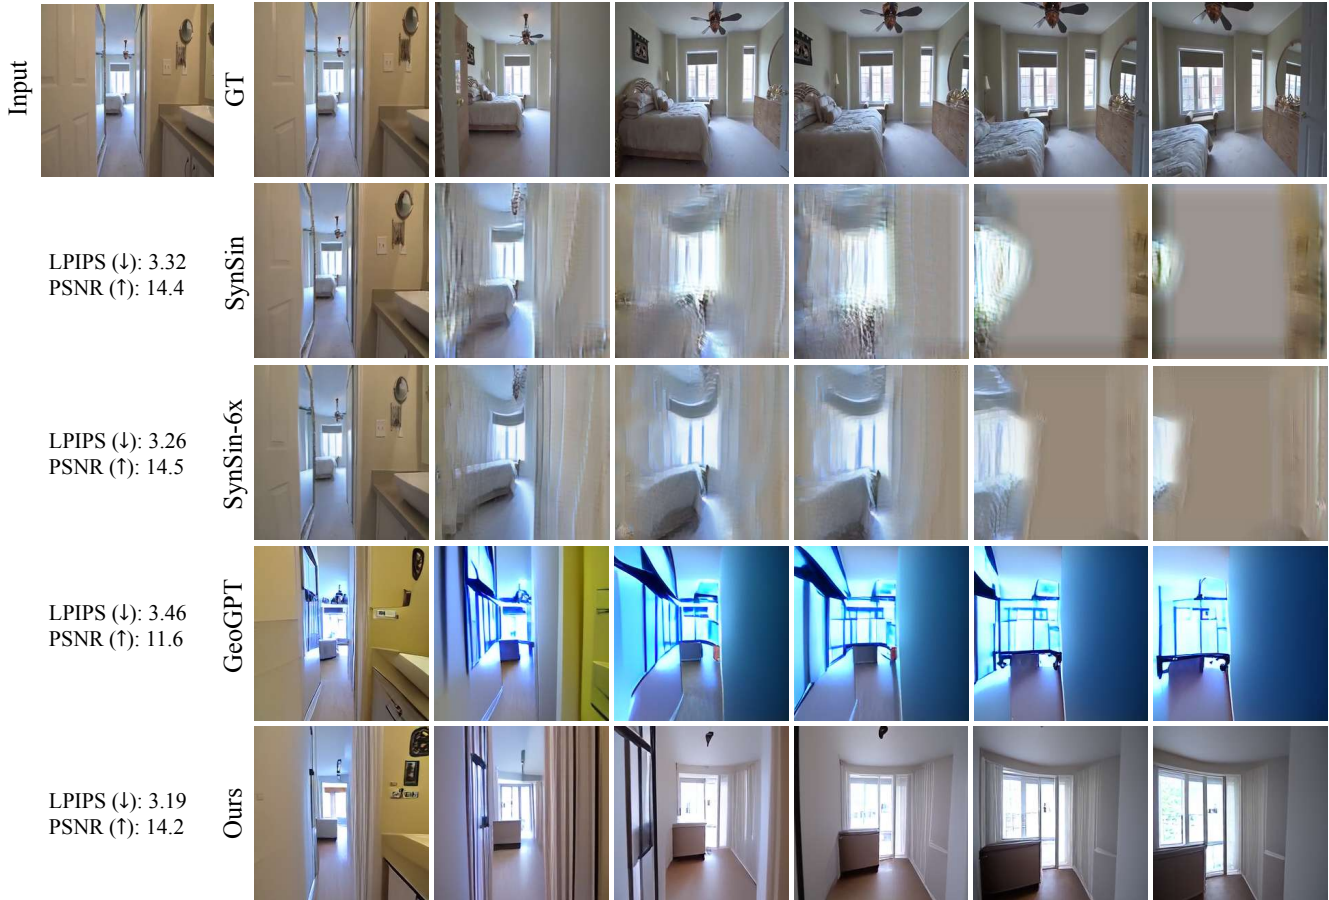 Input
GT
LPIPS (↓): 3.32
PSNR (↑): 14.4
SynSin
LPIPS (↓): 3.26
PSNR (↑): 14.5
SynSin-6x
LPIPS (↓): 3.46
PSNR (↑): 11.6
GeoGPT
LPIPS (↓): 3.19
PSNR (↑): 14.2
Ours